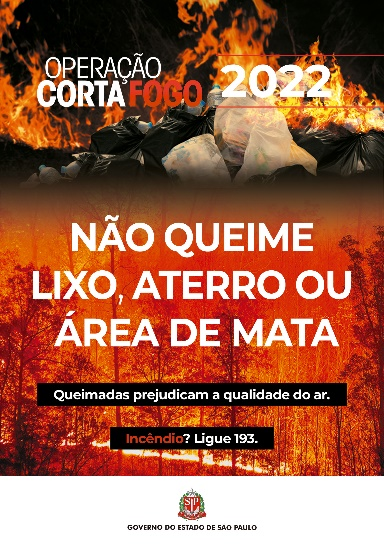 OPERAÇÃO
CORTA FOGO 2022
NÃO QUEIME
LIXO, ATERRO OU
ÁREA DE MATA
Queimadas prejudicam a qualidade do ar.
Incêndio? Ligue 193.
GOVERNO DO ESTADO DE SÃO PAULO